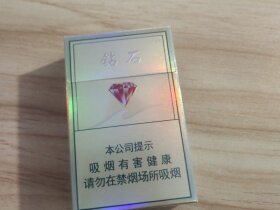 钻石
本公司提示
吸烟有害健康
请勿在禁烟场所吸烟